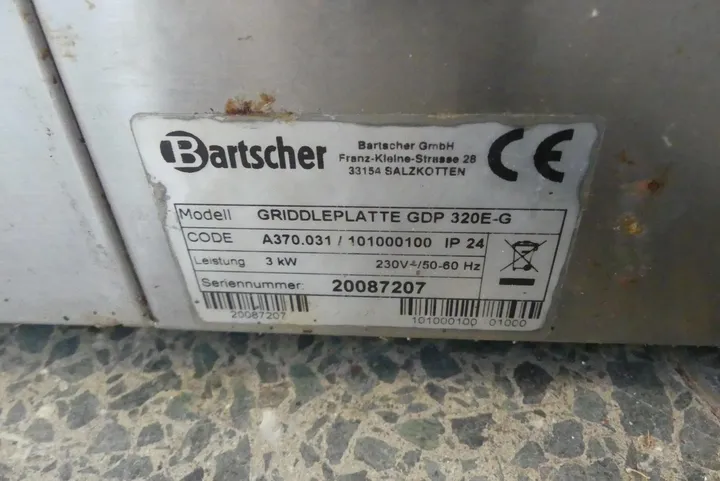 Bartscher
Bartscher GmbH
Franz-Kleine-Strasse 28
33154 SALZKOTTEN
CE
Modell GRIDDLEPLATTE GDP 320E-G
CODE A370.031 / 101000100 IP 24
Leistung 3 kW 230V~/50-60 Hz
Seriennummer: 20087207
20087207 101000100 01000